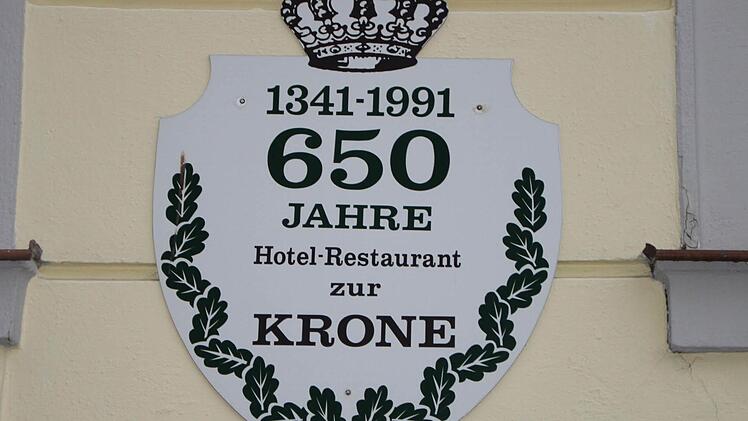 1341-1991
650
JAHRE
Hotel-Restaurant
zur
KRONE